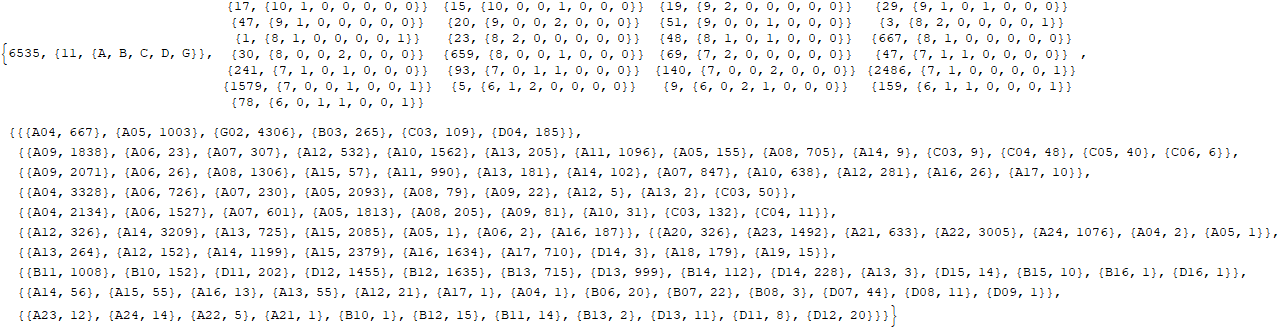 {17, {10, 1, 0, 0, 0, 0, 0}} {15, {10, 0, 0, 1, 0, 0, 0}} {19, {9, 2, 0, 0, 0, 0, 0}} {29, {9, 1, 0, 1, 0, 0, 0}}
{47, {9, 1, 0, 0, 0, 0, 0}} {20, {9, 0, 0, 2, 0, 0, 0}} {51, {9, 0, 0, 1, 0, 0, 0}} {3, {8, 2, 0, 0, 0, 0, 1}}
{1, {8, 1, 0, 0, 0, 0, 1}} {23, {8, 2, 0, 0, 0, 0, 0}} {48, {8, 1, 0, 1, 0, 0, 0}} {667, {8, 1, 0, 0, 0, 0, 0}}
{6535, {11, {A, B, C, D, G}}, {30, {8, 0, 0, 2, 0, 0, 0}} {659, {8, 0, 0, 1, 0, 0, 0}} {69, {7, 2, 0, 0, 0, 0, 0}} {47, {7, 1, 1, 0, 0, 0, 0}} ,
{241, {7, 1, 0, 1, 0, 0, 0}} {93, {7, 0, 1, 1, 0, 0, 0}} {140, {7, 0, 0, 2, 0, 0, 0}} {2486, {7, 1, 0, 0, 0, 0, 1}}
{1579, {7, 0, 0, 1, 0, 0, 1}} {5, {6, 1, 2, 0, 0, 0, 0}} {9, {6, 0, 2, 1, 0, 0, 0}} {159, {6, 1, 1, 0, 0, 0, 1}}
{78, {6, 0, 1, 1, 0, 0, 1}}
{{{A04, 667}, {A05, 1003}, {G02, 4306}, {B03, 265}, {C03, 109}, {D04, 185}},
{{A09, 1838}, {A06, 23}, {A07, 307}, {A12, 532}, {A10, 1562}, {A13, 205}, {A11, 1096}, {A05, 155}, {A08, 705}, {A14, 9}, {C03, 9}, {C04, 48}, {C05, 40}, {C06, 6}},
{{A09, 2071}, {A06, 26}, {A08, 1306}, {A15, 57}, {A11, 990}, {A13, 181}, {A14, 102}, {A07, 847}, {A10, 638}, {A12, 281}, {A16, 26}, {A17, 10}},
{{A04, 3328}, {A06, 726}, {A07, 230}, {A05, 2093}, {A08, 79}, {A09, 22}, {A12, 5}, {A13, 2}, {C03, 50}},
{{A04, 2134}, {A06, 1527}, {A07, 601}, {A05, 1813}, {A08, 205}, {A09, 81}, {A10, 31}, {C03, 132}, {C04, 11}},
{{A12, 326}, {A14, 3209}, {A13, 725}, {A15, 2085}, {A05, 1}, {A06, 2}, {A16, 187}}, {{A20, 326}, {A23, 1492}, {A21, 633}, {A22, 3005}, {A24, 1076}, {A04, 2}, {A05, 1}},
{{A13, 264}, {A12, 152}, {A14, 1199}, {A15, 2379}, {A16, 1634}, {A17, 710}, {D14, 3}, {A18, 179}, {A19, 15}},
{{B11, 1008}, {B10, 152}, {D11, 202}, {D12, 1455}, {B12, 1635}, {B13, 715}, {D13, 999}, {B14, 112}, {D14, 228}, {A13, 3}, {D15, 14}, {B15, 10}, {B16, 1}, {D16, 1}},
{{A14, 56}, {A15, 55}, {A16, 13}, {A13, 55}, {A12, 21}, {A17, 1}, {A04, 1}, {B06, 20}, {B07, 22}, {B08, 3}, {D07, 44}, {D08, 11}, {D09, 1}},
{{A23, 12}, {A24, 14}, {A22, 5}, {A21, 1}, {B10, 1}, {B12, 15}, {B11, 14}, {B13, 2}, {D13, 11}, {D11, 8}, {D12, 20}}}}